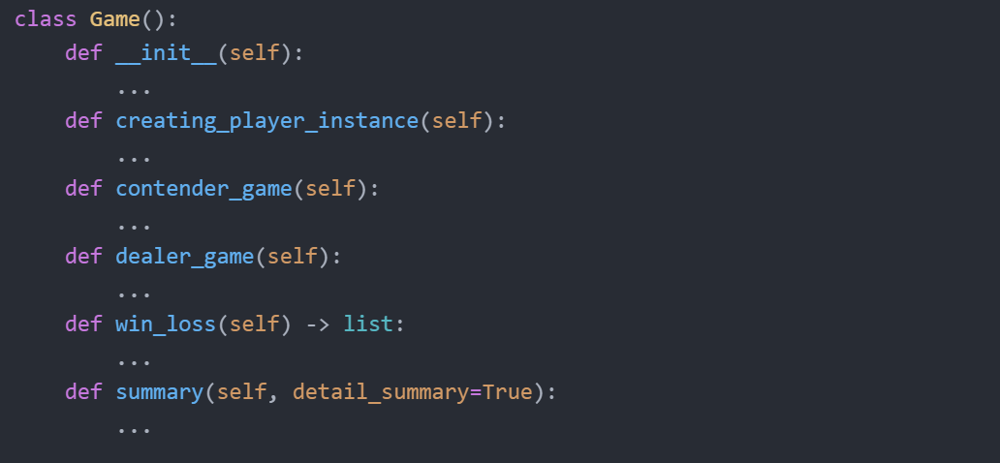 class Game():
    def __init__(self):
        ...
    def creating_player_instance(self):
        ...
    def contender_game(self):
        ...
    def dealer_game(self):
        ...
    def win_loss(self) -> list:
        ...
    def summary(self, detail_summary=True):
        ...